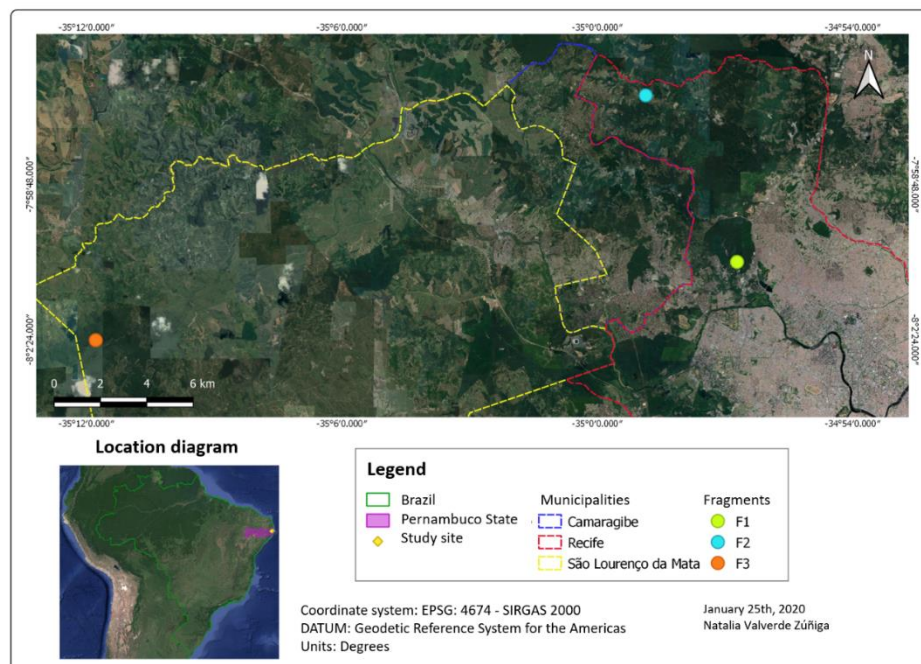 -35°12'0.000" -35°6'0.000" -35°0'0.000" -34°54'0.000"
N
-7°58'48.000" -7°58'48.000"
-8°2'24.000" -8°2'24.000"
0 2 4 6 km
-35°12'0.000" -35°6'0.000" -35°0'0.000" -34°54'0.000"
Location diagram
Legend
Brazil
Pernambuco State
Study site
Municipalities
Camaragibe
Recife
São Lourenço da Mata
Fragments
F1
F2
F3
Coordinate system: EPSG: 4674 - SIRGAS 2000
DATUM: Geodetic Reference System for the Americas
Units: Degrees
January 25th, 2020
Natalia Valverde Zúñiga